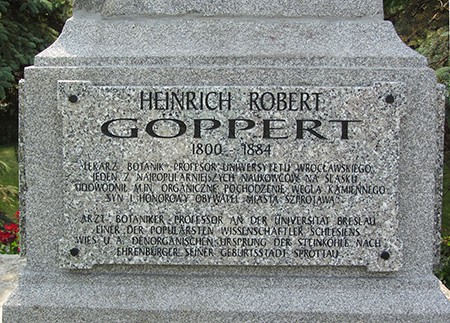 HEINRICH ROBERT
GÖPPERT
1800 - 1884
LEKARZ BOTANIK PROFESOR UNIWERSYTETU WROCŁAWSKIEGO
JEDEN Z NAJPOPULARNIEJSZYCH NAUKOWCÓW NA ŚLĄSKU
UDOWODNIŁ M.IN. ORGANICZNE POCHODZENIE WĘGLA KAMIENNEGO
SYN I HONOROWY OBYWATEL MIASTA SZPROTAWA
ARZT BOTANIKER PROFESSOR AN DER UNIVERSITÄT BRESLAU
EINER DER POPULÄRSTEN WISSENSCHAFTLER SCHLESIENS
WIES U. A. DENORGANISCHEN URSPRUNG DER STEINKOHLE NACH
EHRENBÜRGER SEINER GEBURTSSTADT SPROTTAU